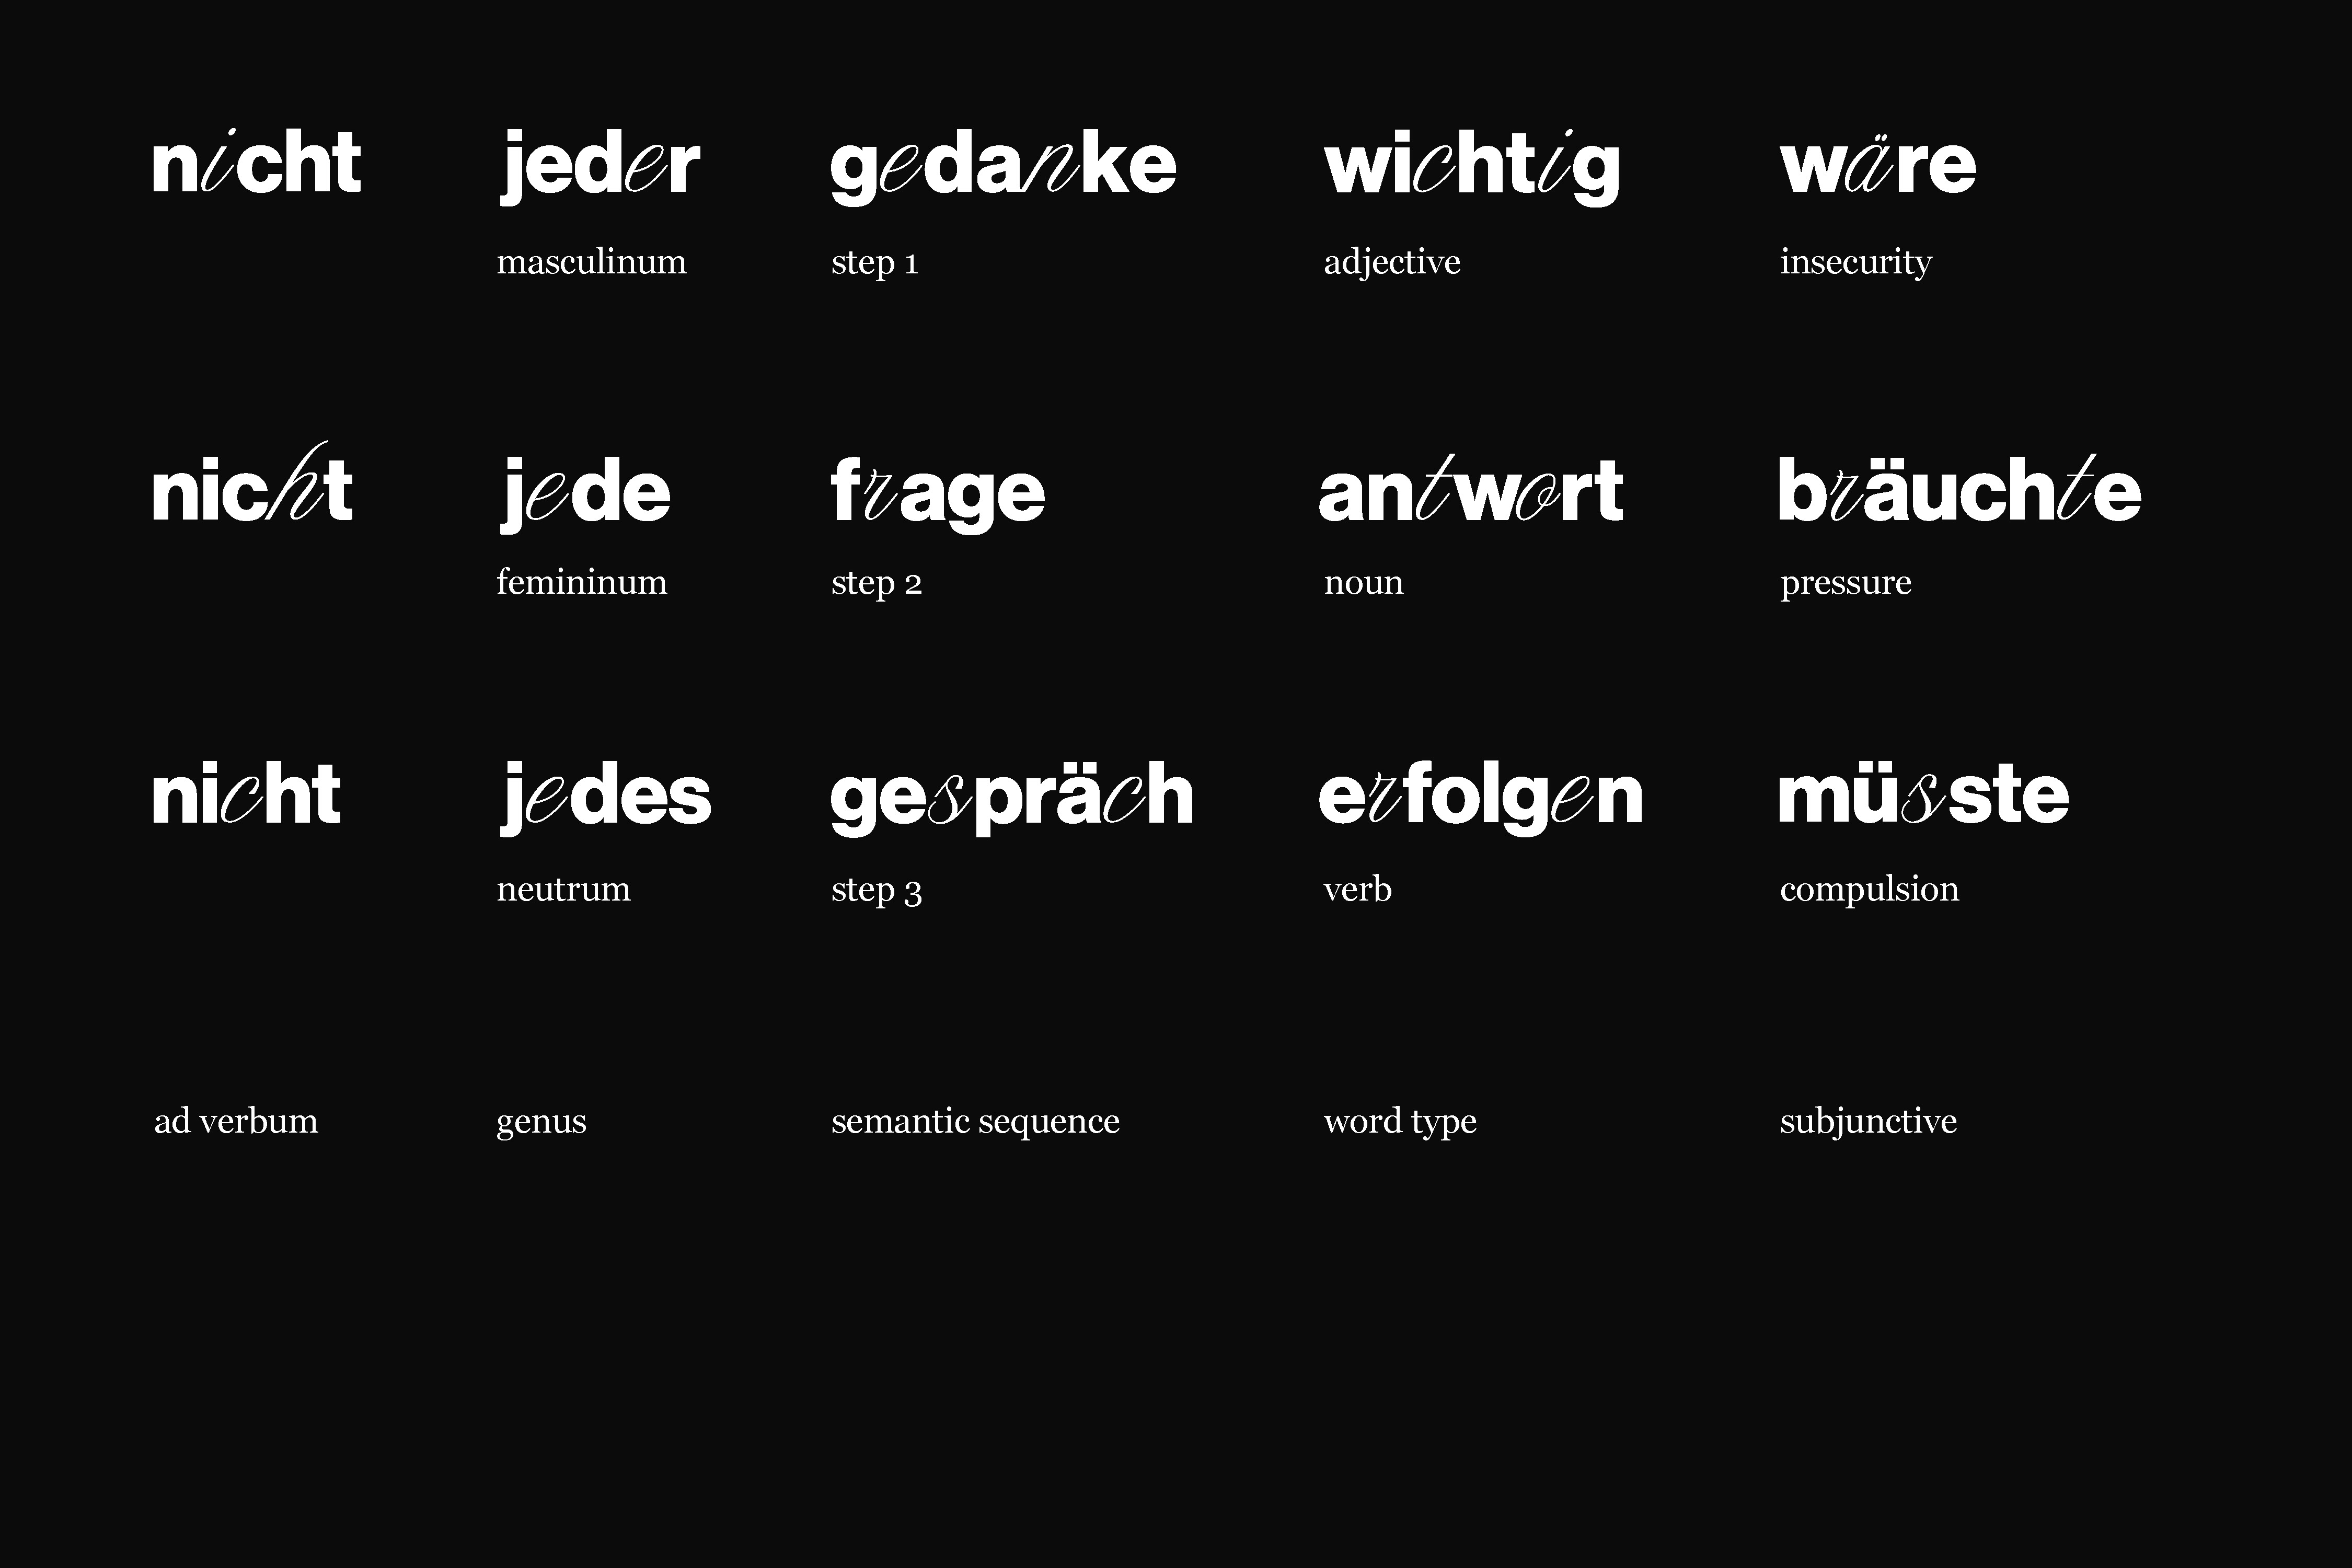 nicht jeder gedanke wichtig wäre
masculinum step 1 adjective insecurity
nicht jede frage antwort bräuchte
femininum step 2 noun pressure
nicht jedes gespräch erfolgen müsste
neutrum step 3 verb compulsion
ad verbum genus semantic sequence word type subjunctive